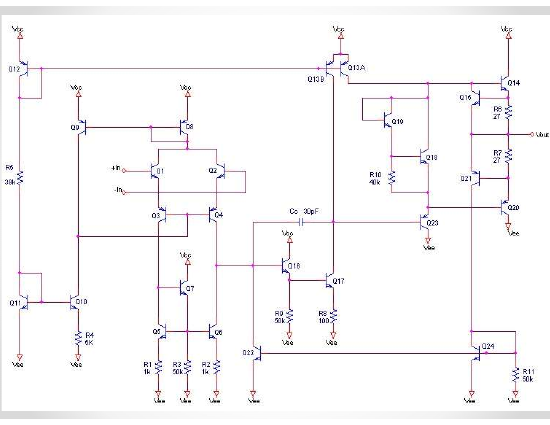 Vcc
Vcc
Vcc
Q12
Q13B
Q13A
Q14
Vcc
Vcc
Q15
R6
27
Q9
Q8
Q19
Vout
+In
Q1
Q2
Q18
R7
27
R5
39k
-In
R10
40k
Q21
Q3
Q4
Cc 30pF
Q23
Q20
Vcc
Vee
Vee
Vcc
Q16
Q17
Q7
Q11
Q10
R9
50k
R8
100
Q5
Q6
R4
5K
Vee
Vee
Q22
Q24
Vee
Vee
R1
1k
R3
50k
R2
1k
R11
50k
Vee
Vee
Vee
Vee
Vee
Vee